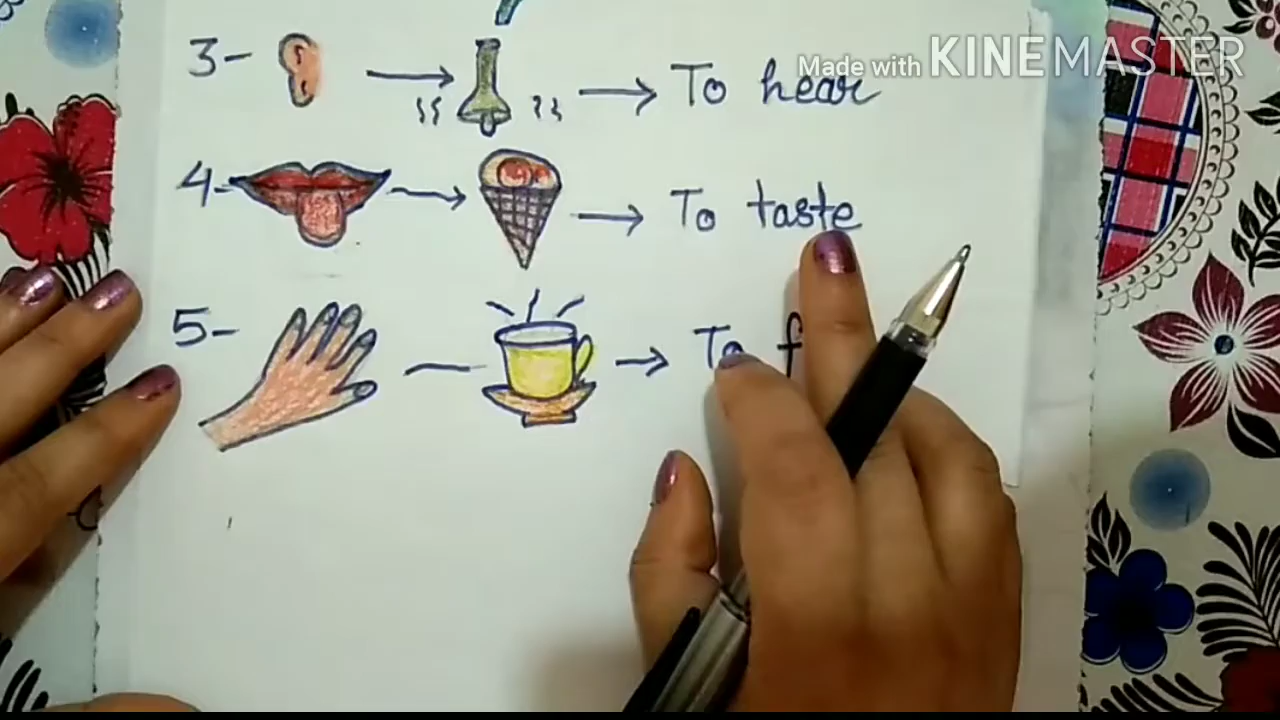 Made with KINEMASTER
3- To hear
4- To taste
5- To